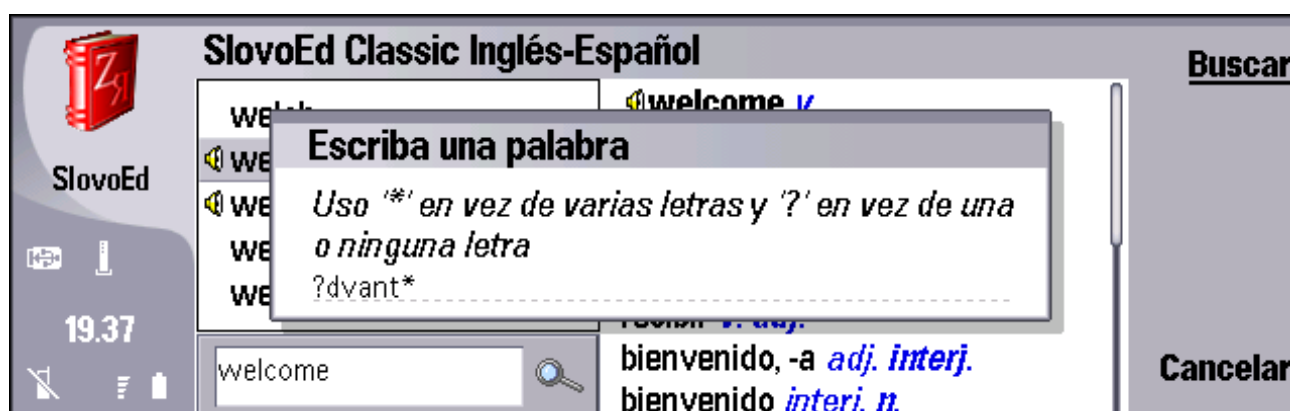 SlovoEd Classic Inglés-Español
Buscar
SlovoEd
welcome v.
Escriba una palabra
Uso '*' en vez de varias letras y '?' en vez de una
o ninguna letra
?dvant*
19.37
welcome
bienvenido, -a adj. interj.
bienvenido interj. n.
Cancelar